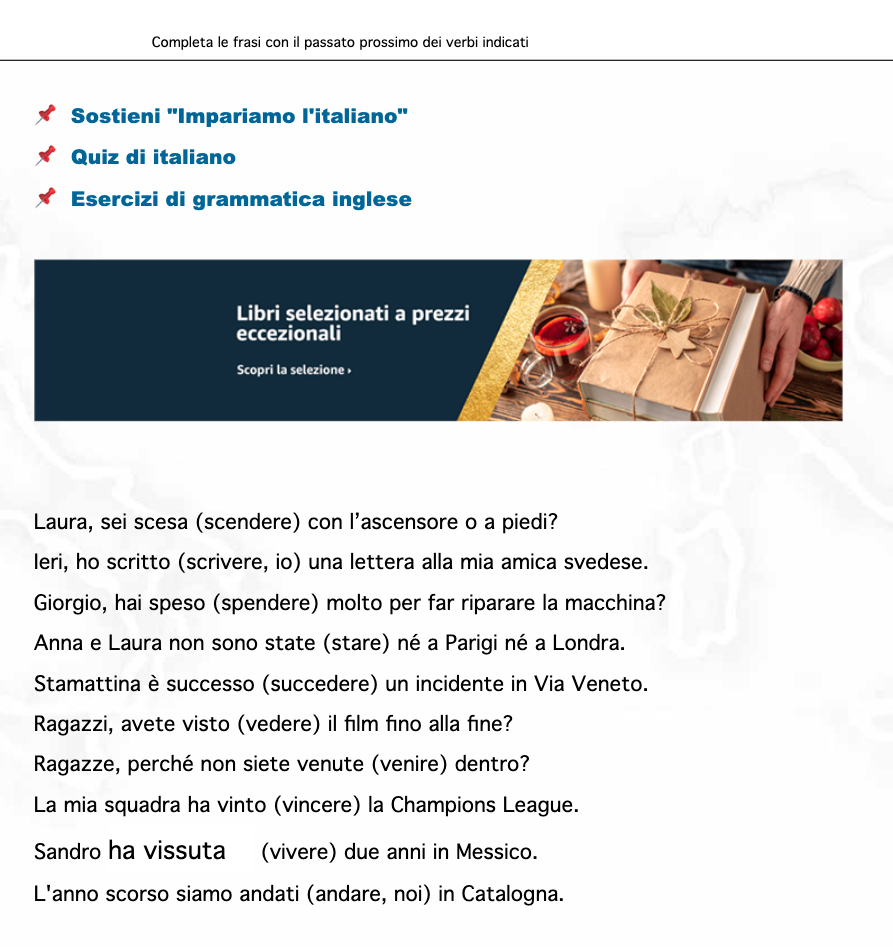 Completa le frasi con il passato prossimo dei verbi indicati
Sostieni "Impariamo l'italiano"
Quiz di italiano
Esercizi di grammatica inglese
Libri selezionati a prezzi
eccezionali
Scopri la selezione ›
Laura, sei scesa (scendere) con l’ascensore o a piedi?
Ieri, ho scritto (scrivere, io) una lettera alla mia amica svedese.
Giorgio, hai speso (spendere) molto per far riparare la macchina?
Anna e Laura non sono state (stare) né a Parigi né a Londra.
Stamattina è successo (succedere) un incidente in Via Veneto.
Ragazzi, avete visto (vedere) il film fino alla fine?
Ragazze, perché non siete venute (venire) dentro?
La mia squadra ha vinto (vincere) la Champions League.
Sandro ha vissuta (vivere) due anni in Messico.
L'anno scorso siamo andati (andare, noi) in Catalogna.